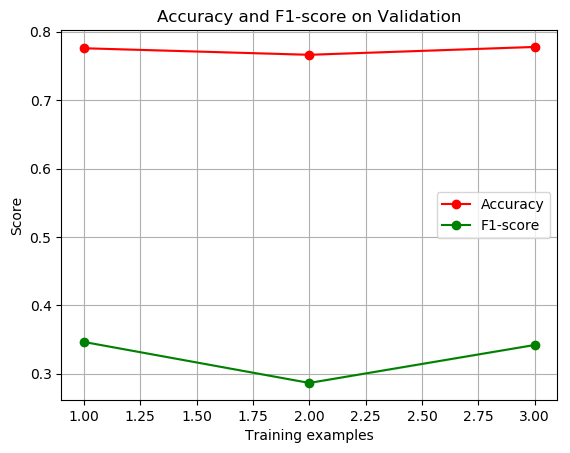 Accuracy and F1-score on Validation
0.8
0.7
0.6
0.5
0.4
0.3
Score
Accuracy
F1-score
1.00 1.25 1.50 1.75 2.00 2.25 2.50 2.75 3.00
Training examples